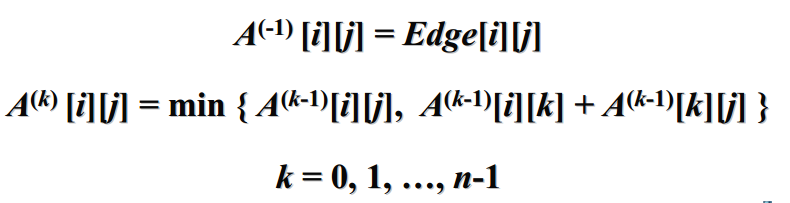 A(-1) [i][j] = Edge[i][j]
A(k) [i][j] = min { A(k-1)[i][j], A(k-1)[i][k] + A(k-1)[k][j] }
k = 0, 1, …, n-1